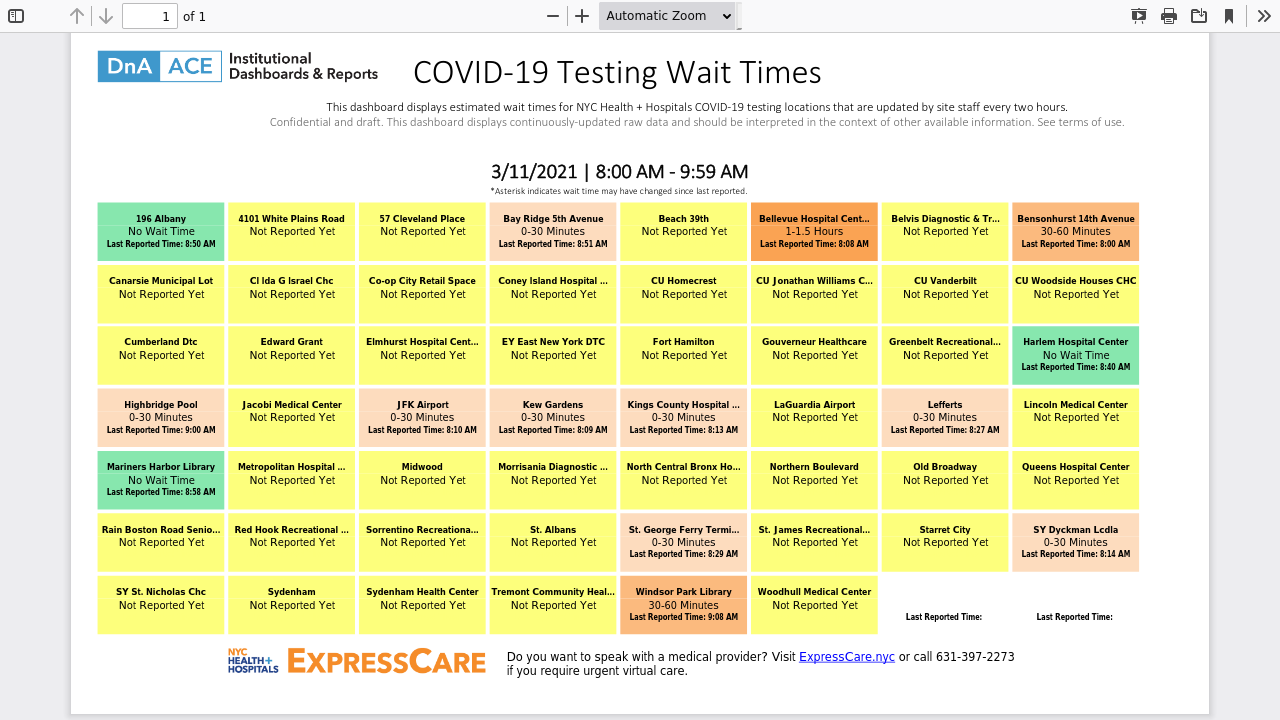 1 of 1 Automatic Zoom
DnA ACE Institutional
Dashboards & Reports
COVID-19 Testing Wait Times
This dashboard displays estimated wait times for NYC Health + Hospitals COVID-19 testing locations that are updated by site staff every two hours.
Confidential and draft. This dashboard displays continuously-updated raw data and should be interpreted in the context of other available information. See terms of use.
3/11/2021 | 8:00 AM - 9:59 AM
*Asterisk indicates wait time may have changed since last reported.
196 Albany
No Wait Time
Last Reported Time: 8:50 AM
4101 White Plains Road
Not Reported Yet
57 Cleveland Place
Not Reported Yet
Bay Ridge 5th Avenue
0-30 Minutes
Last Reported Time: 8:51 AM
Beach 39th
Not Reported Yet
Bellevue Hospital Cent...
1-1.5 Hours
Last Reported Time: 8:08 AM
Belvis Diagnostic & Tr...
Not Reported Yet
Bensonhurst 14th Avenue
30-60 Minutes
Last Reported Time: 8:00 AM
Canarsie Municipal Lot
Not Reported Yet
Cl Ida G Israel Chc
Not Reported Yet
Co-op City Retail Space
Not Reported Yet
Coney Island Hospital ...
Not Reported Yet
CU Homecrest
Not Reported Yet
CU Jonathan Williams C...
Not Reported Yet
CU Vanderbilt
Not Reported Yet
CU Woodside Houses CHC
Not Reported Yet
Cumberland Dtc
Not Reported Yet
Edward Grant
Not Reported Yet
Elmhurst Hospital Cent...
Not Reported Yet
EY East New York DTC
Not Reported Yet
Fort Hamilton
Not Reported Yet
Gouverneur Healthcare
Not Reported Yet
Greenbelt Recreational...
Not Reported Yet
Harlem Hospital Center
No Wait Time
Last Reported Time: 8:40 AM
Highbridge Pool
0-30 Minutes
Last Reported Time: 9:00 AM
Jacobi Medical Center
Not Reported Yet
JFK Airport
0-30 Minutes
Last Reported Time: 8:10 AM
Kew Gardens
0-30 Minutes
Last Reported Time: 8:09 AM
Kings County Hospital ...
0-30 Minutes
Last Reported Time: 8:13 AM
LaGuardia Airport
Not Reported Yet
Lefferts
0-30 Minutes
Last Reported Time: 8:27 AM
Lincoln Medical Center
Not Reported Yet
Mariners Harbor Library
No Wait Time
Last Reported Time: 8:58 AM
Metropolitan Hospital ...
Not Reported Yet
Midwood
Not Reported Yet
Morrisania Diagnostic ...
Not Reported Yet
North Central Bronx Ho...
Not Reported Yet
Northern Boulevard
Not Reported Yet
Old Broadway
Not Reported Yet
Queens Hospital Center
Not Reported Yet
Rain Boston Road Senio...
Not Reported Yet
Red Hook Recreational ...
Not Reported Yet
Sorrentino Recreationa...
Not Reported Yet
St. Albans
Not Reported Yet
St. George Ferry Termi...
0-30 Minutes
Last Reported Time: 8:29 AM
St. James Recreational...
Not Reported Yet
Starret City
Not Reported Yet
SY Dyckman Lcdla
0-30 Minutes
Last Reported Time: 8:14 AM
SY St. Nicholas Chc
Not Reported Yet
Sydenham
Not Reported Yet
Sydenham Health Center
Not Reported Yet
Tremont Community Heal...
Not Reported Yet
Windsor Park Library
30-60 Minutes
Last Reported Time: 9:08 AM
Woodhull Medical Center
Not Reported Yet
Last Reported Time:
Last Reported Time:
NYC
HEALTH+
HOSPITALS
EXPRESSCARE
Do you want to speak with a medical provider? Visit ExpressCare.nyc or call 631-397-2273
if you require urgent virtual care.